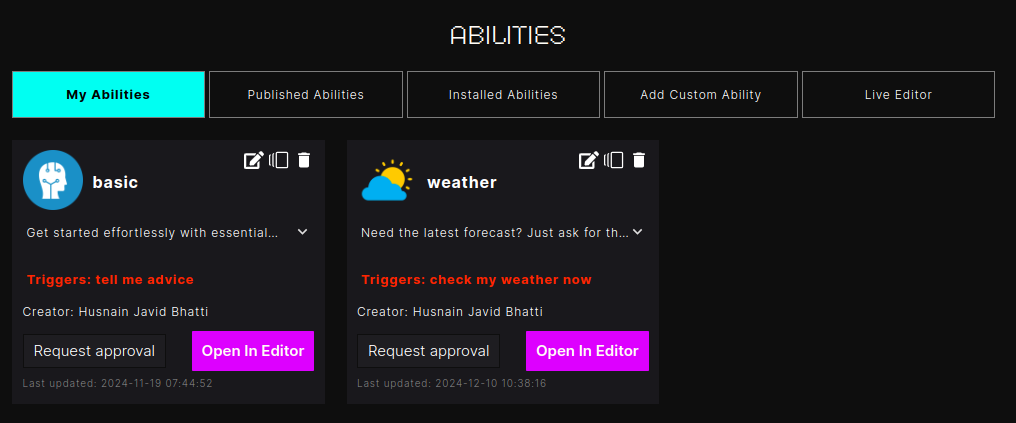 ABILITIES
My Abilities Published Abilities Installed Abilities Add Custom Ability Live Editor
basic
Get started effortlessly with essential...
Triggers: tell me advice
Creator: Husnain Javid Bhatti
Request approval Open In Editor
Last updated: 2024-11-19 07:44:52
weather
Need the latest forecast? Just ask for th...
Triggers: check my weather now
Creator: Husnain Javid Bhatti
Request approval Open In Editor
Last updated: 2024-12-10 10:38:16